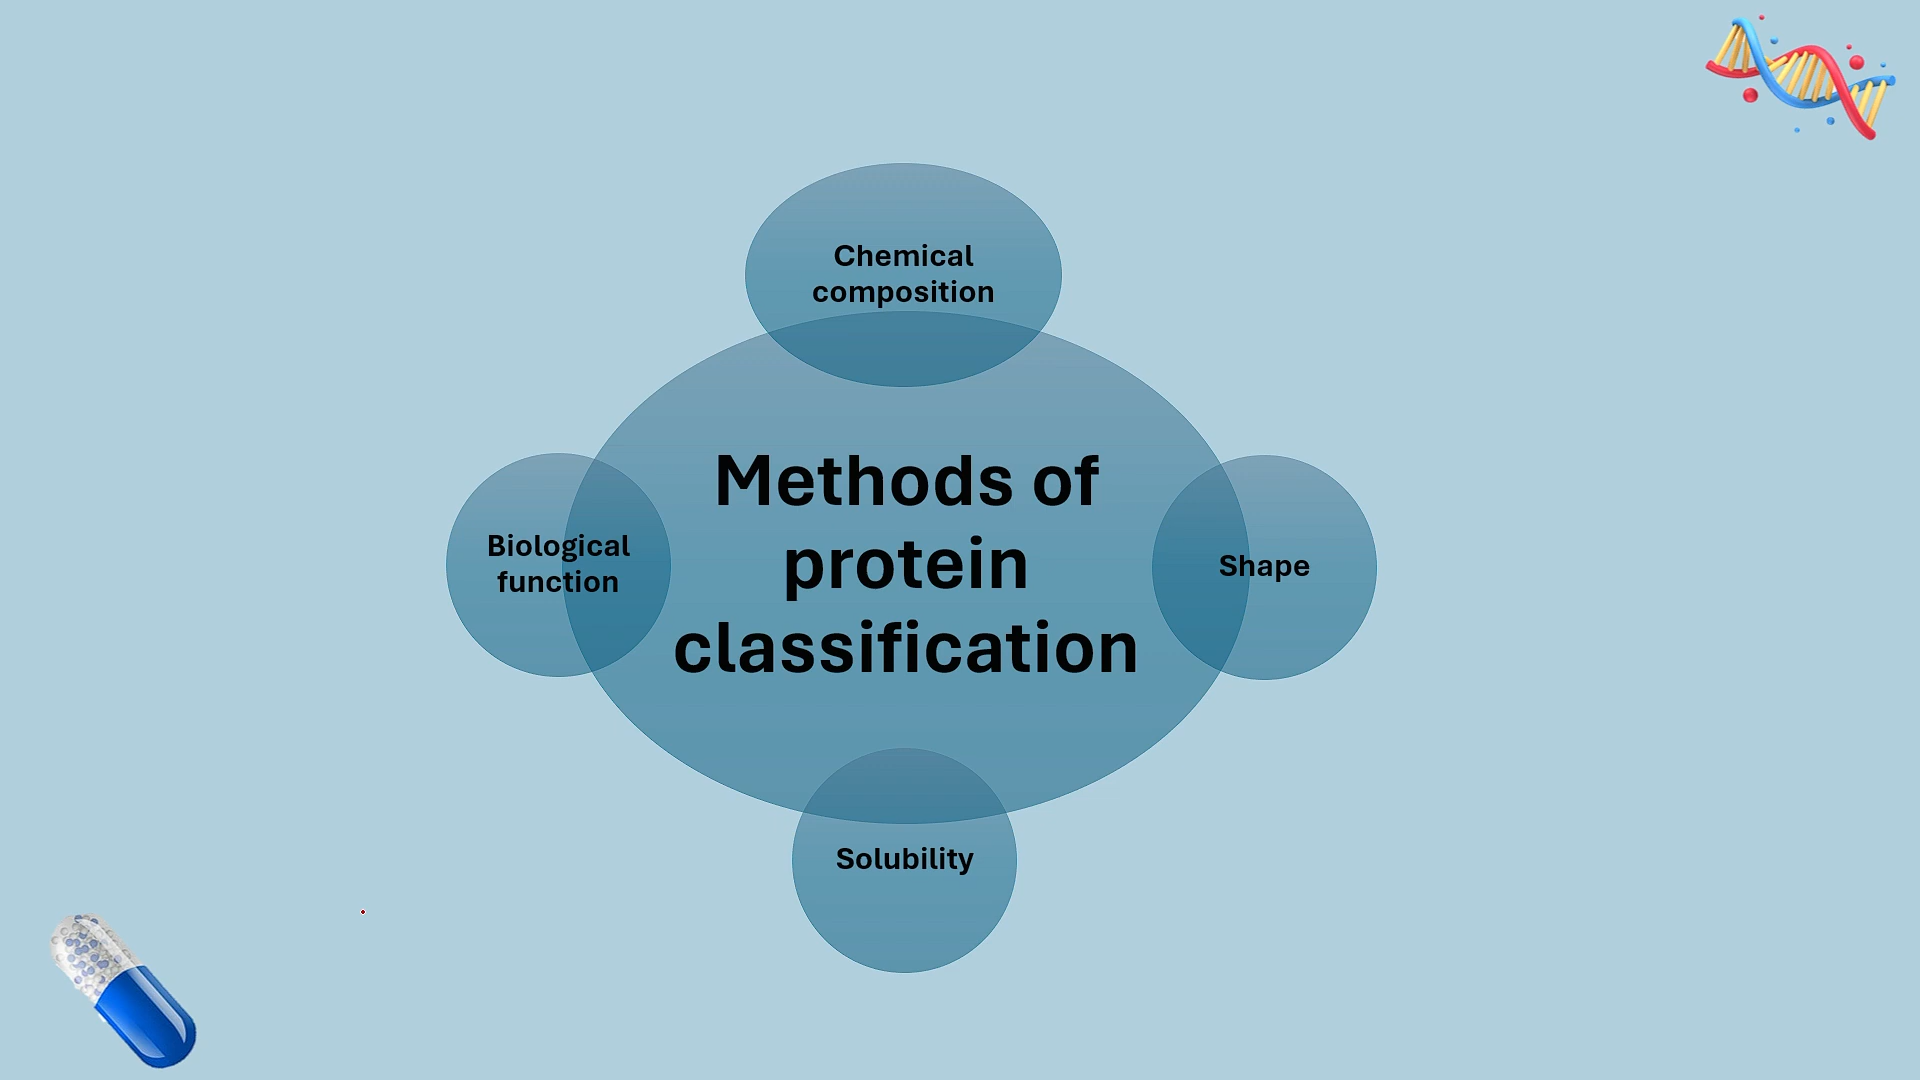 Chemical
composition
Methods of
protein
classification
Biological
function
Shape
Solubility